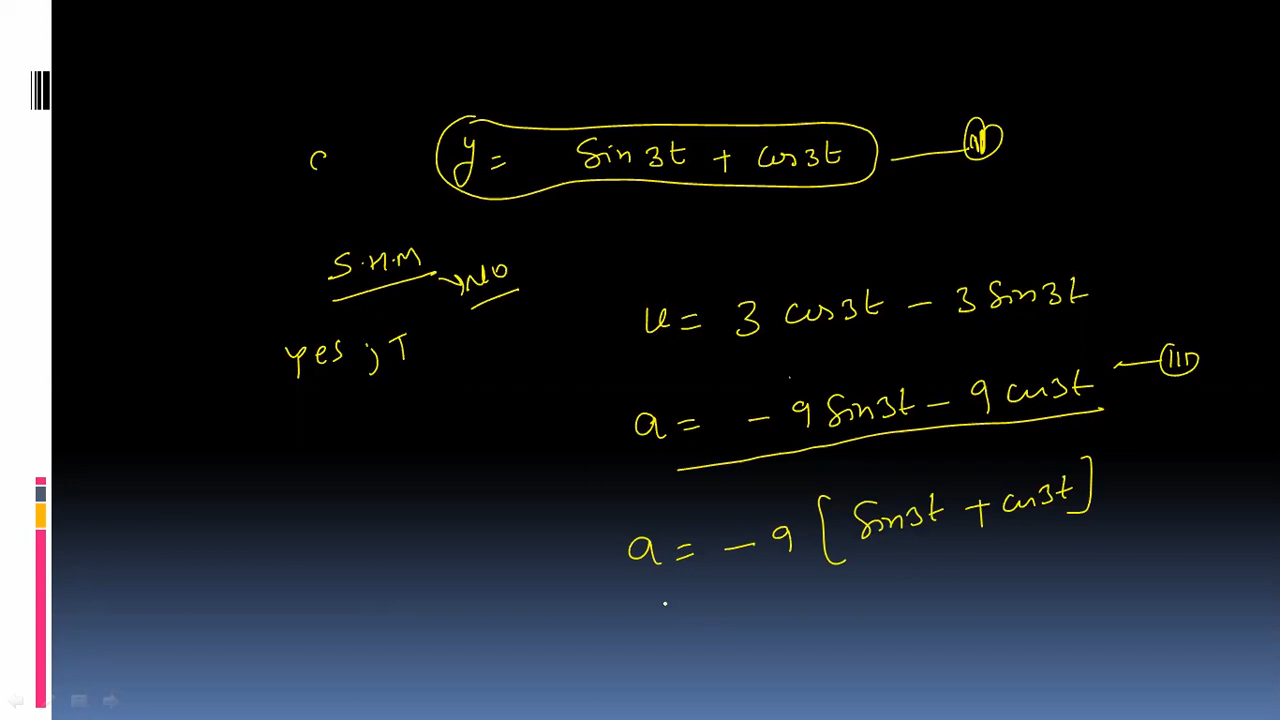 y = Sin 3t + cos 3t
S.H.M → NO
yes ; T
v = 3 cos 3t - 3 Sin 3t
a = - 9 Sin 3t - 9 cos 3t — III
a = - 9 [ Sin 3t + cos 3t ]